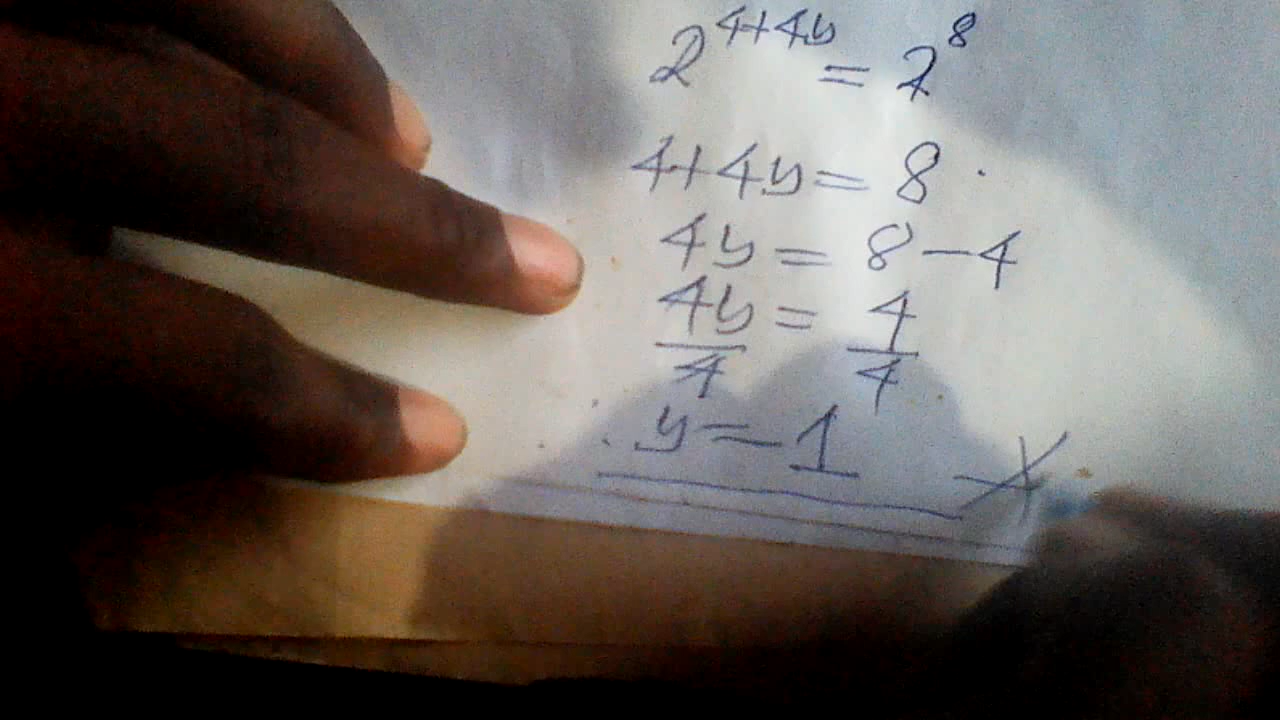 2^{4+4y} = 2^8
4+4y = 8
4y = 8-4
4y/4 = 4/4
∴ y = 1